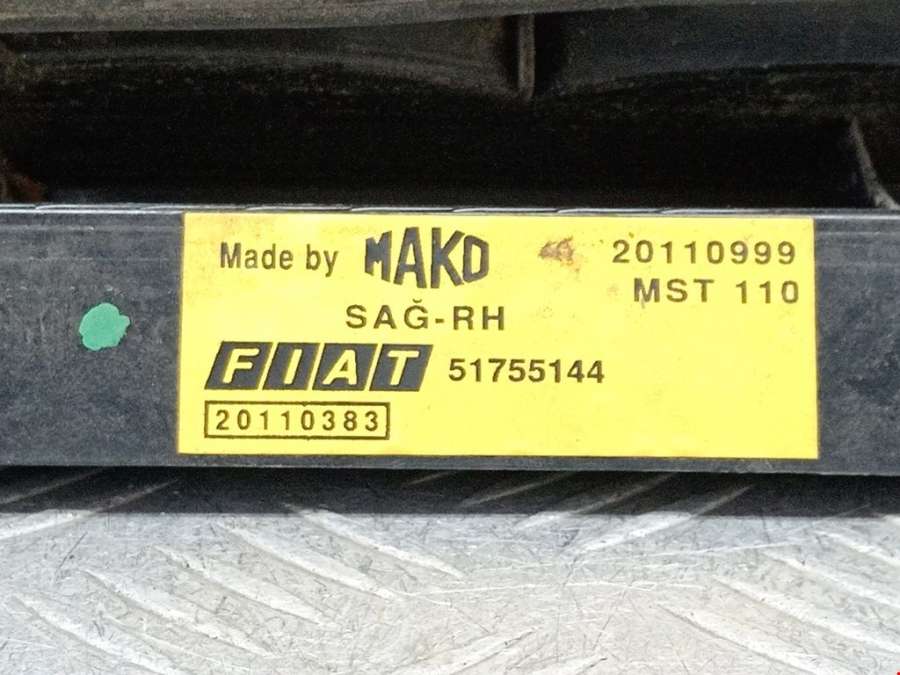 Made by MAKO 20110999
MST 110
SAĞ-RH
FIAT 51755144
20110383